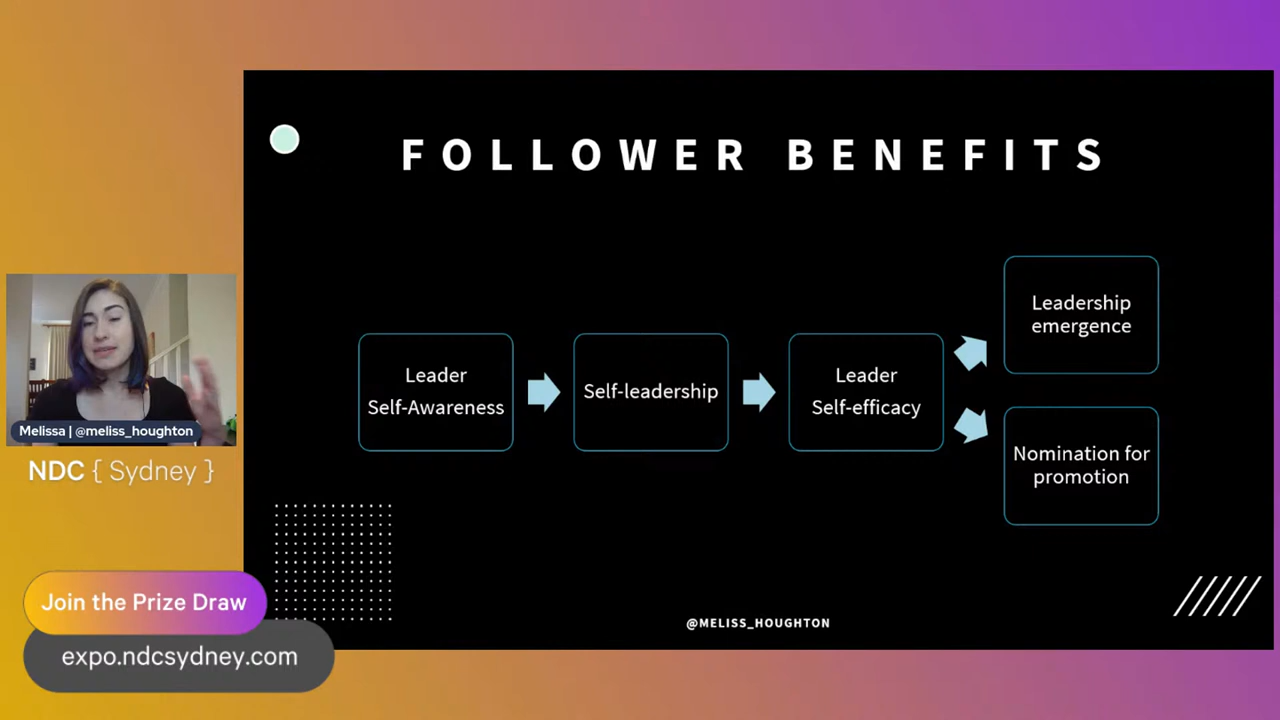 FOLLOWER BENEFITS
Leader
Self-Awareness
Self-leadership
Leader
Self-efficacy
Leadership
emergence
Nomination for
promotion
@MELISS_HOUGHTON
Melissa | @meliss_houghton
NDC { Sydney }
Join the Prize Draw
expo.ndcsydney.com